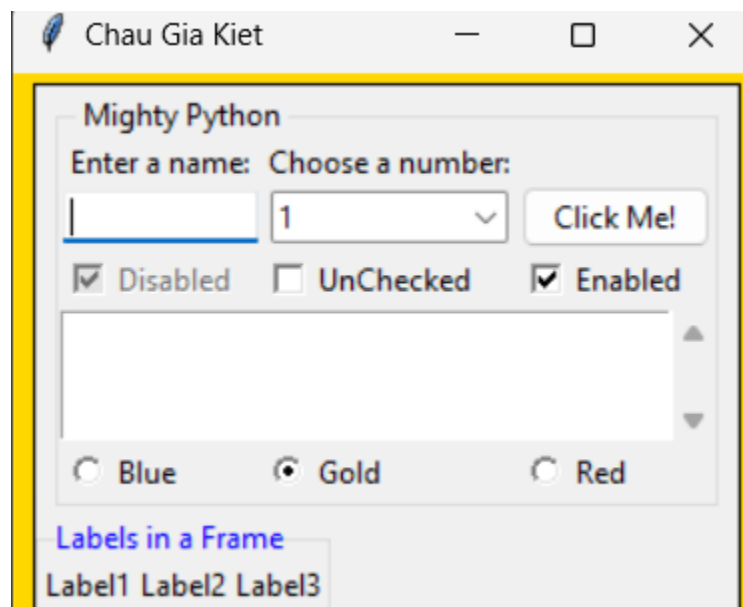 Chau Gia Kiet
Mighty Python
Enter a name: Choose a number:
1 Click Me!
Disabled UnChecked Enabled
Blue Gold Red
Labels in a Frame
Label1 Label2 Label3